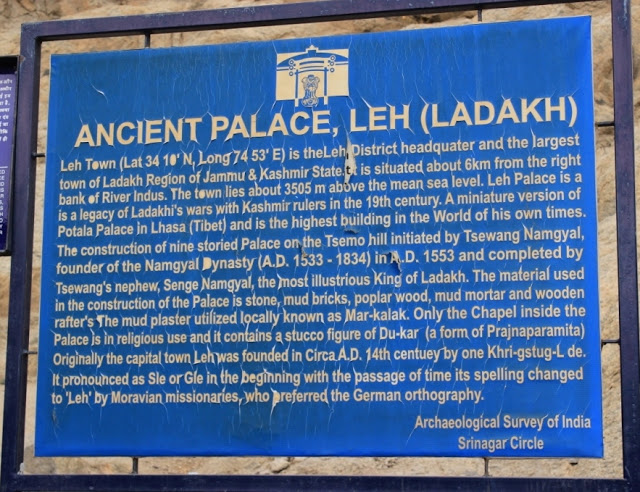 ANCIENT PALACE, LEH (LADAKH)
Leh Town (Lat 34 10' N, Long 74 53' E) is the Leh District headquater and the largest
town of Ladakh Region of Jammu & Kashmir State. It is situated about 6km from the right
bank of River Indus. The town lies about 3505 m above the mean sea level. Leh Palace is a
is a legacy of Ladakhi's wars with Kashmir rulers in the 19th century. A miniature version of
Potala Palace in Lhasa (Tibet) and is the highest building in the World of his own times.
The construction of nine storied Palace on the Tsemo hill initiated by Tsewang Namgyal,
founder of the Namgyal Dynasty (A.D. 1533 - 1834) in A.D. 1553 and completed by
Tsewang's nephew, Senge Namgyal, the most illustrious King of Ladakh. The material used
in the construction of the Palace is stone, mud bricks, poplar wood, mud mortar and wooden
rafter's The mud plaster utilized locally known as Mar-kalak. Only the Chapel inside the
Palace is in religious use and it contains a stucco figure of Du-kar (a form of Prajnaparamita)
Originally the capital town Leh was founded in Circa A.D. 14th centuey by one Khri-gstug-L de.
It pronounced as Sle or Gle in the beginning with the passage of time its spelling changed
to 'Leh' by Moravian missionaries, who preferred the German orthography.
Archaeological Survey of India
Srinagar Circle